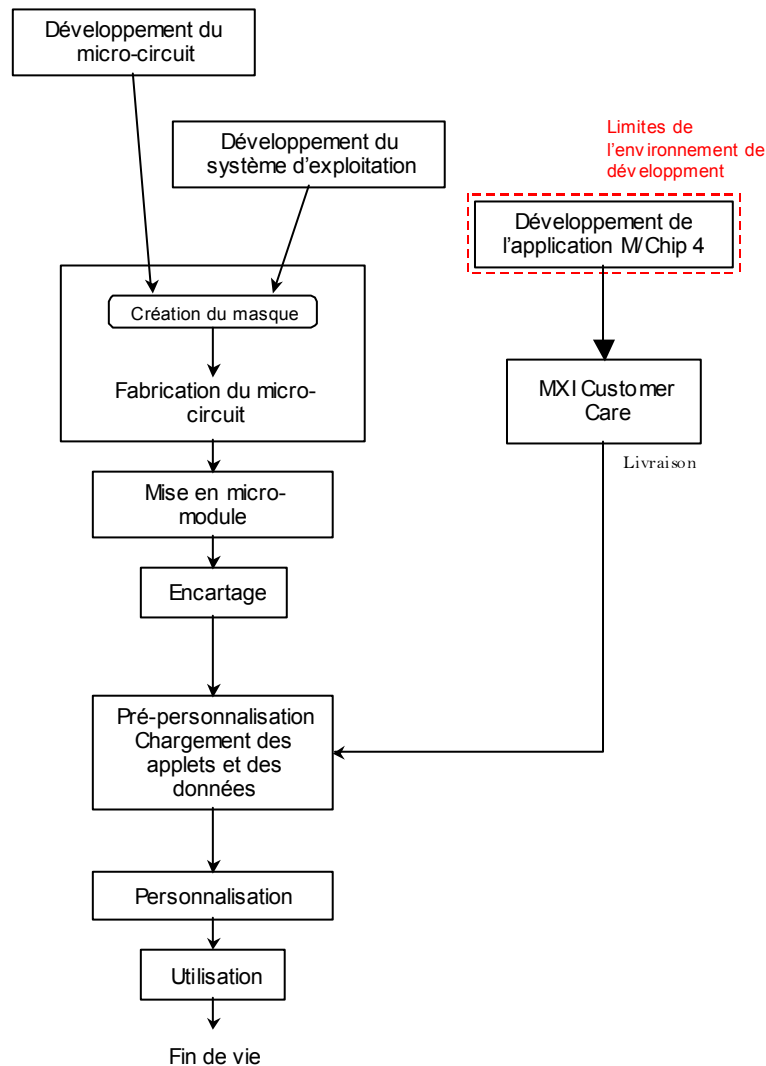 Développement du
micro-circuit
Développement du
système d'exploitation
Limites de
l'environnement de
développment
Développement de
l'application M/Chip 4
Création du masque
Fabrication du micro-
circuit
MXI Customer
Care
Livraison
Mise en micro-
module
Encartage
Pré-personnalisation
Chargement des
applets et des
données
Personnalisation
Utilisation
Fin de vie